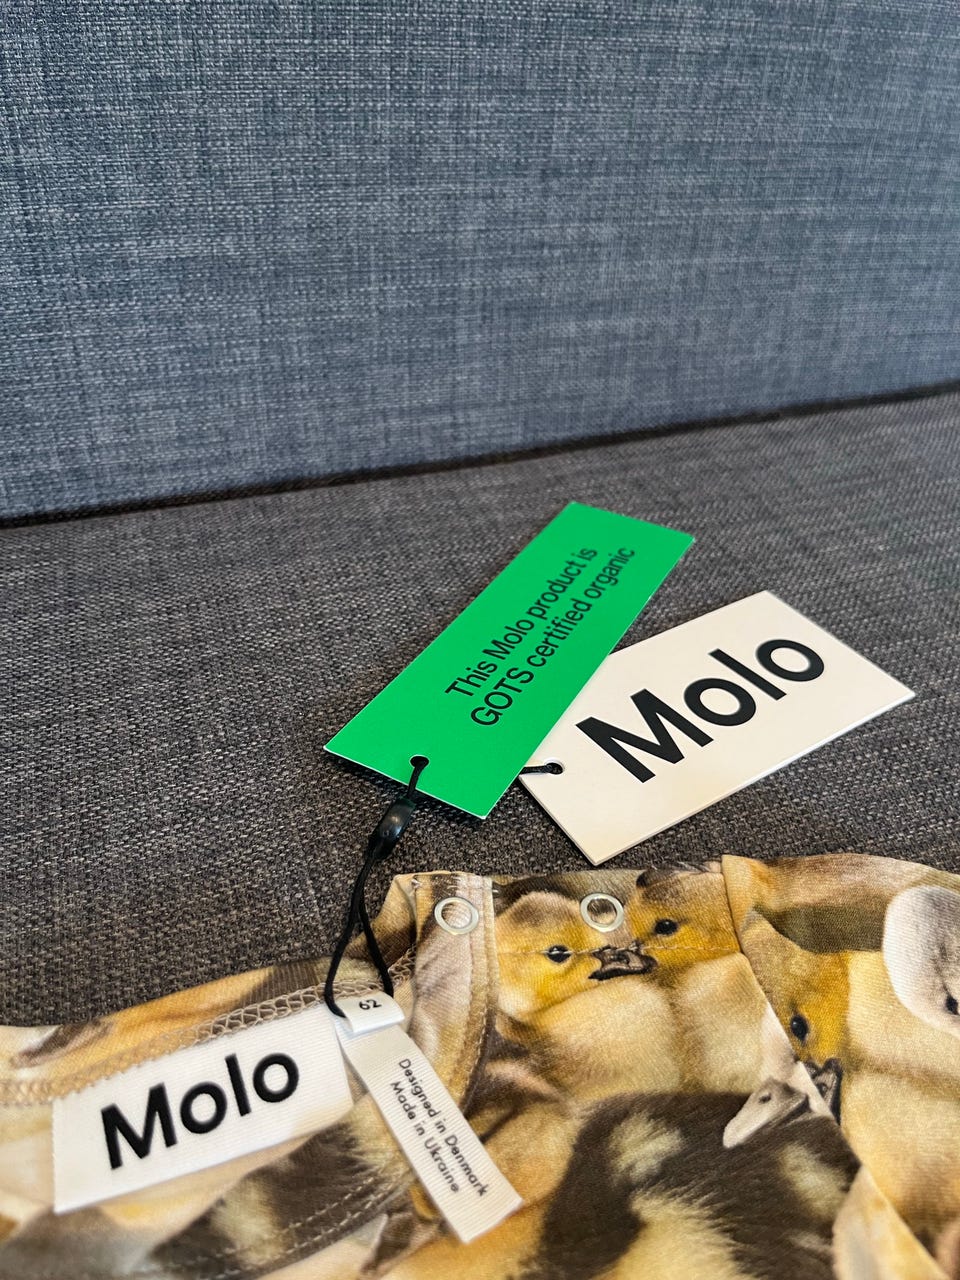 This Molo product is
GOTS certified organic
Molo
62
Molo
Designed in Denmark
Made in Ukraine